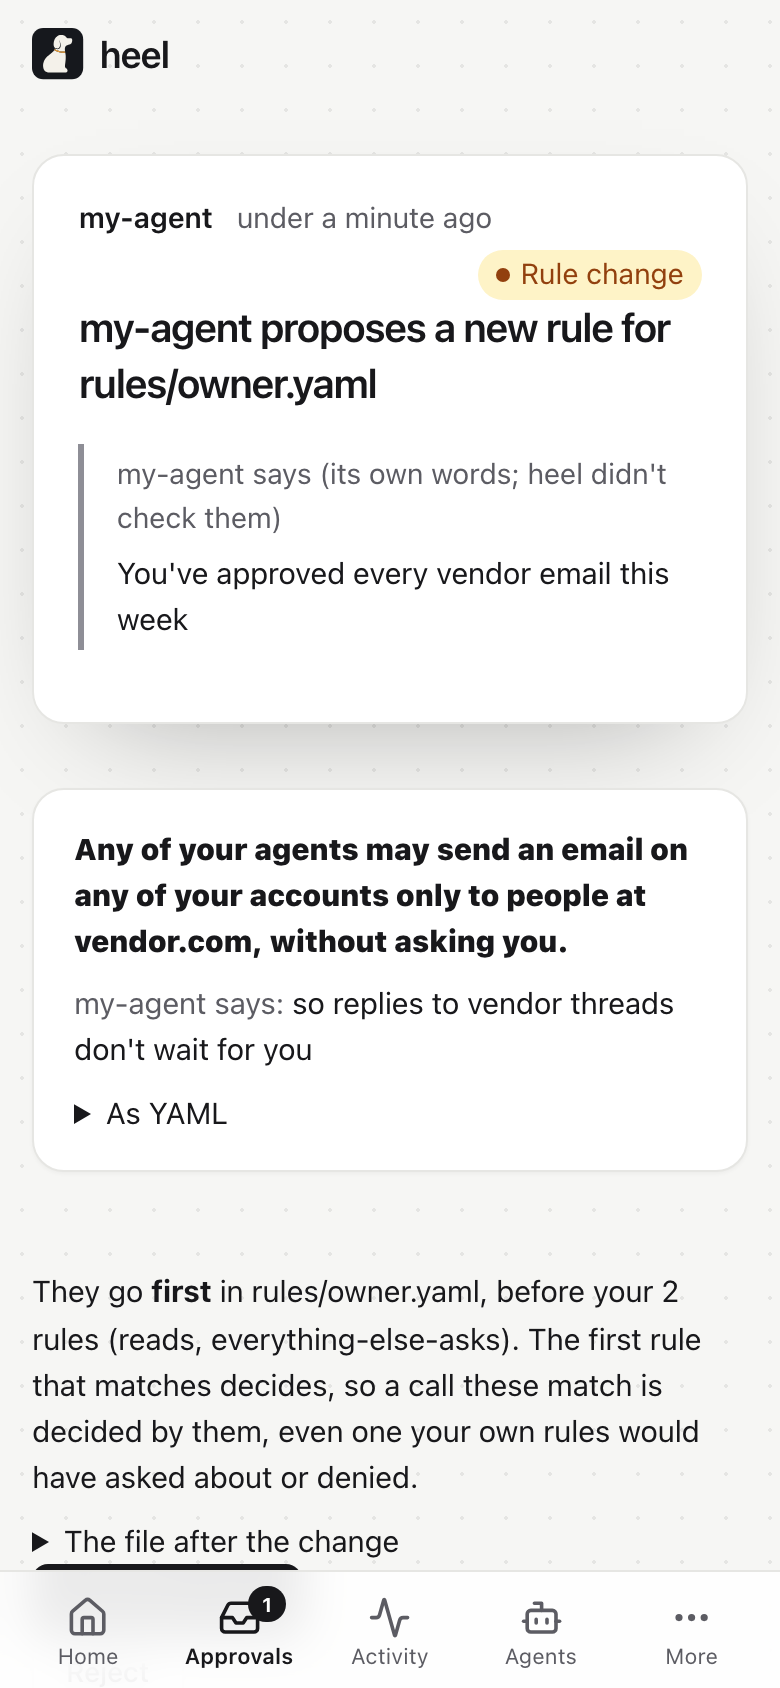 heel
my-agent under a minute ago
Rule change
my-agent proposes a new rule for
rules/owner.yaml
my-agent says (its own words; heel didn't
check them)
You've approved every vendor email this
week
Any of your agents may send an email on
any of your accounts only to people at
vendor.com, without asking you.
my-agent says: so replies to vendor threads
don't wait for you
As YAML
They go first in rules/owner.yaml, before your 2
rules (reads, everything-else-asks). The first rule
that matches decides, so a call these match is
decided by them, even one your own rules would
have asked about or denied.
The file after the change
1
Home Approvals Activity Agents More
Reject